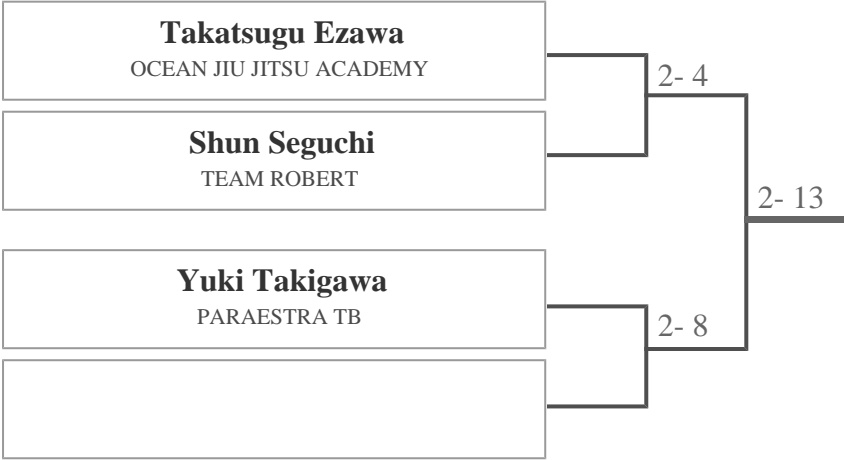 Takatsugu Ezawa
OCEAN JIU JITSU ACADEMY
2- 4
Shun Seguchi
TEAM ROBERT
2- 13
Yuki Takigawa
PARAESTRA TB
2- 8